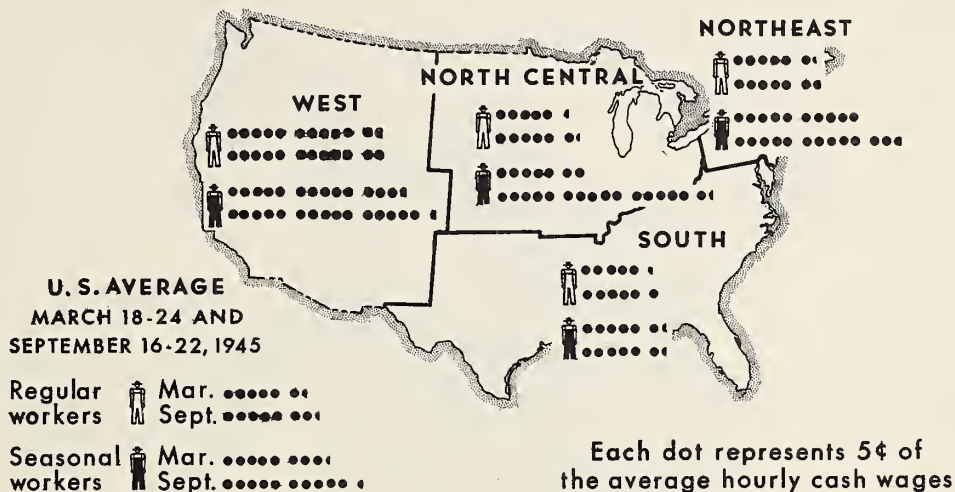 NORTHEAST
NORTH CENTRAL
WEST
SOUTH
U.S. AVERAGE
MARCH 18-24 AND
SEPTEMBER 16-22, 1945
Regular workers
Mar.
Sept.
Seasonal workers
Mar.
Sept.
Each dot represents 5¢ of
the average hourly cash wages